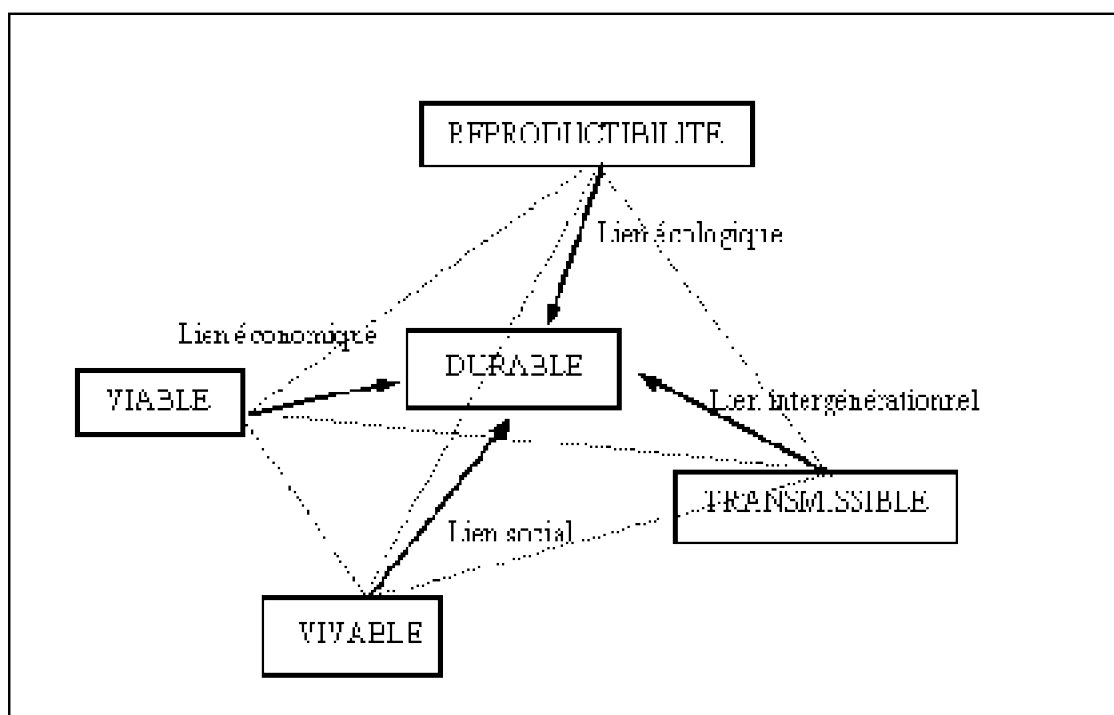 REPRODUCTIBILITE
Lien écologique
Lien économique
DURABLE
VIABLE
Lien intergénérationnel
TRANSMISSIBLE
Lien social
VIVABLE